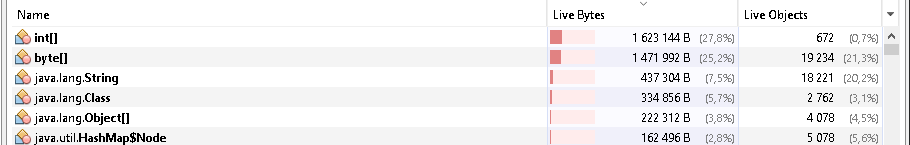 Name Live Bytes Live Objects
int[] 1 623 144 B (27,8%) 672 (0,7%)
byte[] 1 471 992 B (25,2%) 19 234 (21,3%)
java.lang.String 437 304 B (7,5%) 18 221 (20,2%)
java.lang.Class 334 856 B (5,7%) 2 762 (3,1%)
java.lang.Object[] 222 312 B (3,8%) 4 078 (4,5%)
java.util.HashMap$Node 162 496 B (2,8%) 5 078 (5,6%)